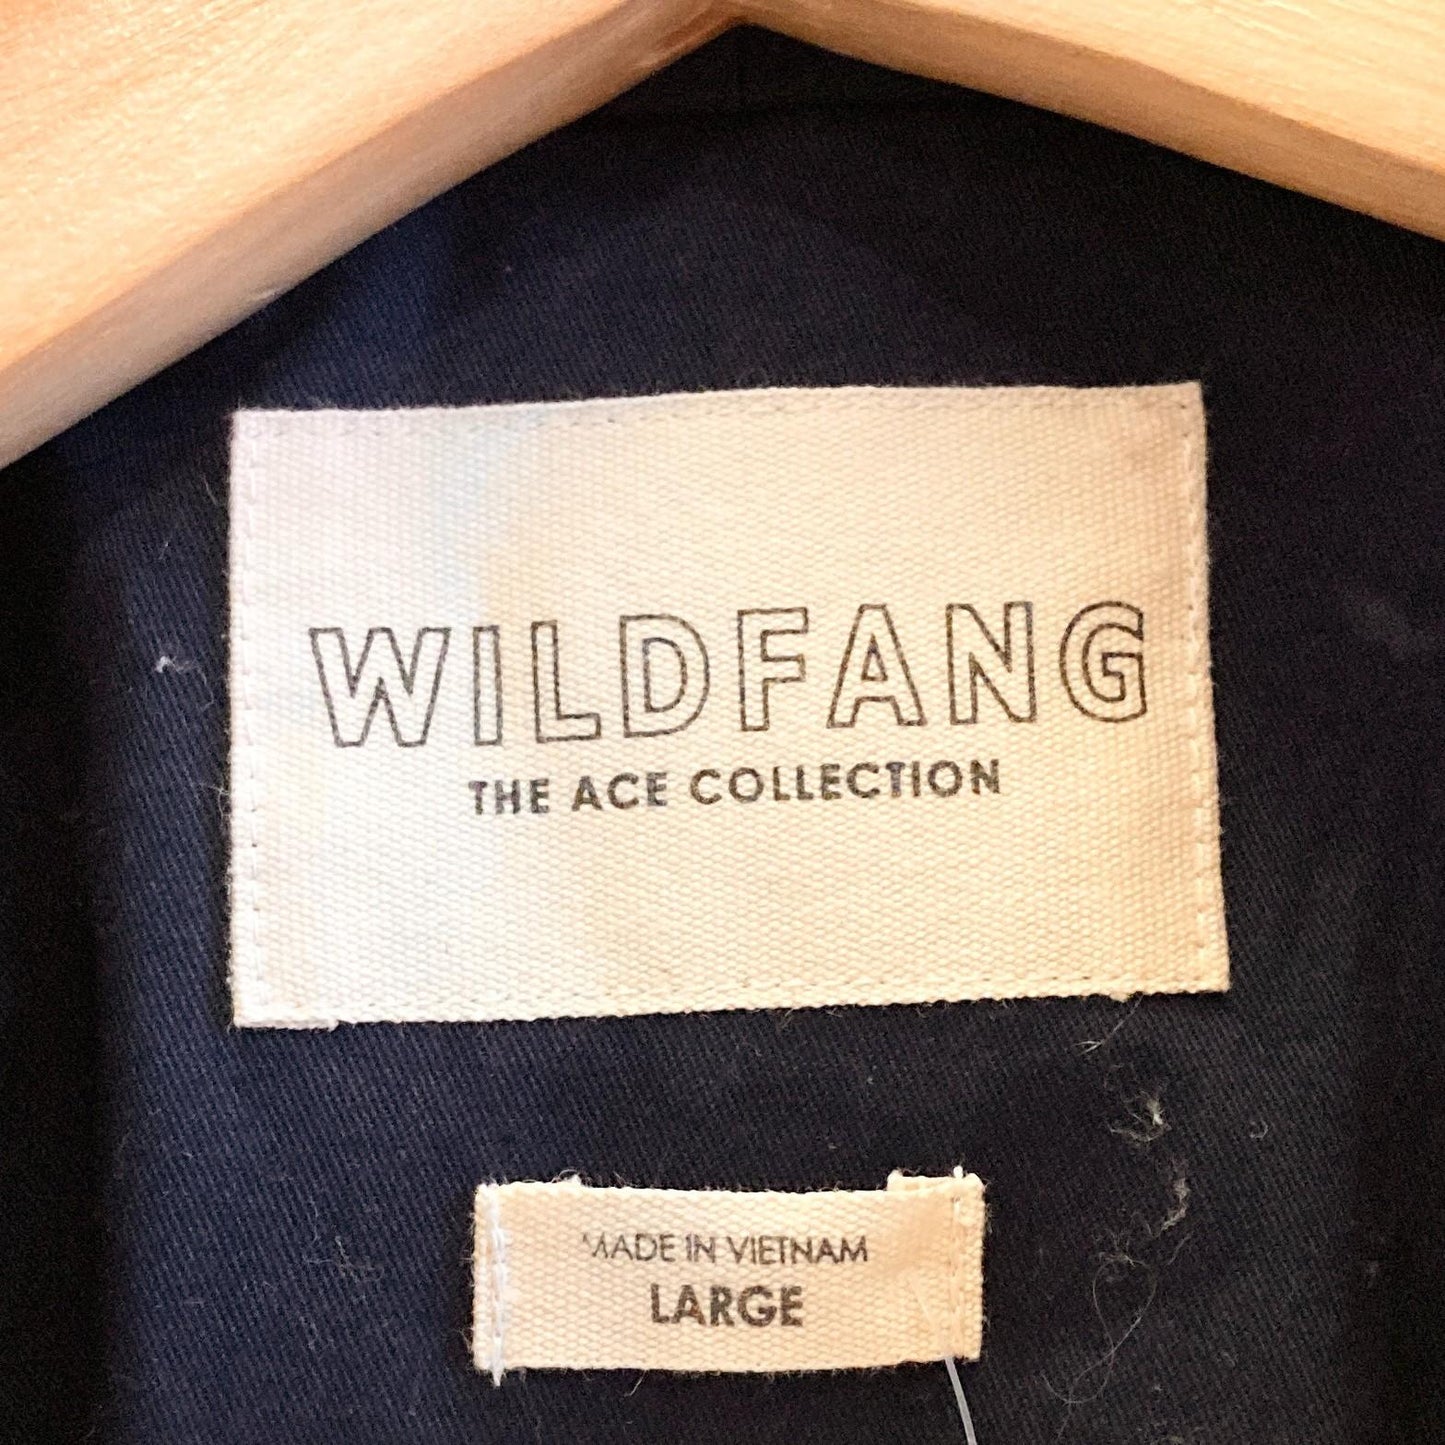 WILDFANG
THE ACE COLLECTION
MADE IN VIETNAM
LARGE